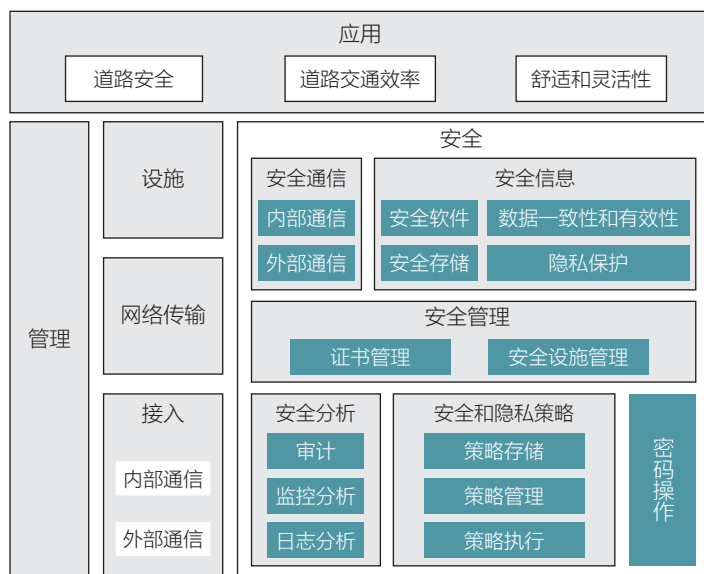 应用
道路安全
道路交通效率
舒适和灵活性
管理
设施
网络传输
接入
内部通信
外部通信
安全
安全通信
内部通信
外部通信
安全信息
安全软件
数据一致性和有效性
安全存储
隐私保护
安全管理
证书管理
安全设施管理
安全分析
审计
监控分析
日志分析
安全和隐私策略
策略存储
策略管理
策略执行
密码操作